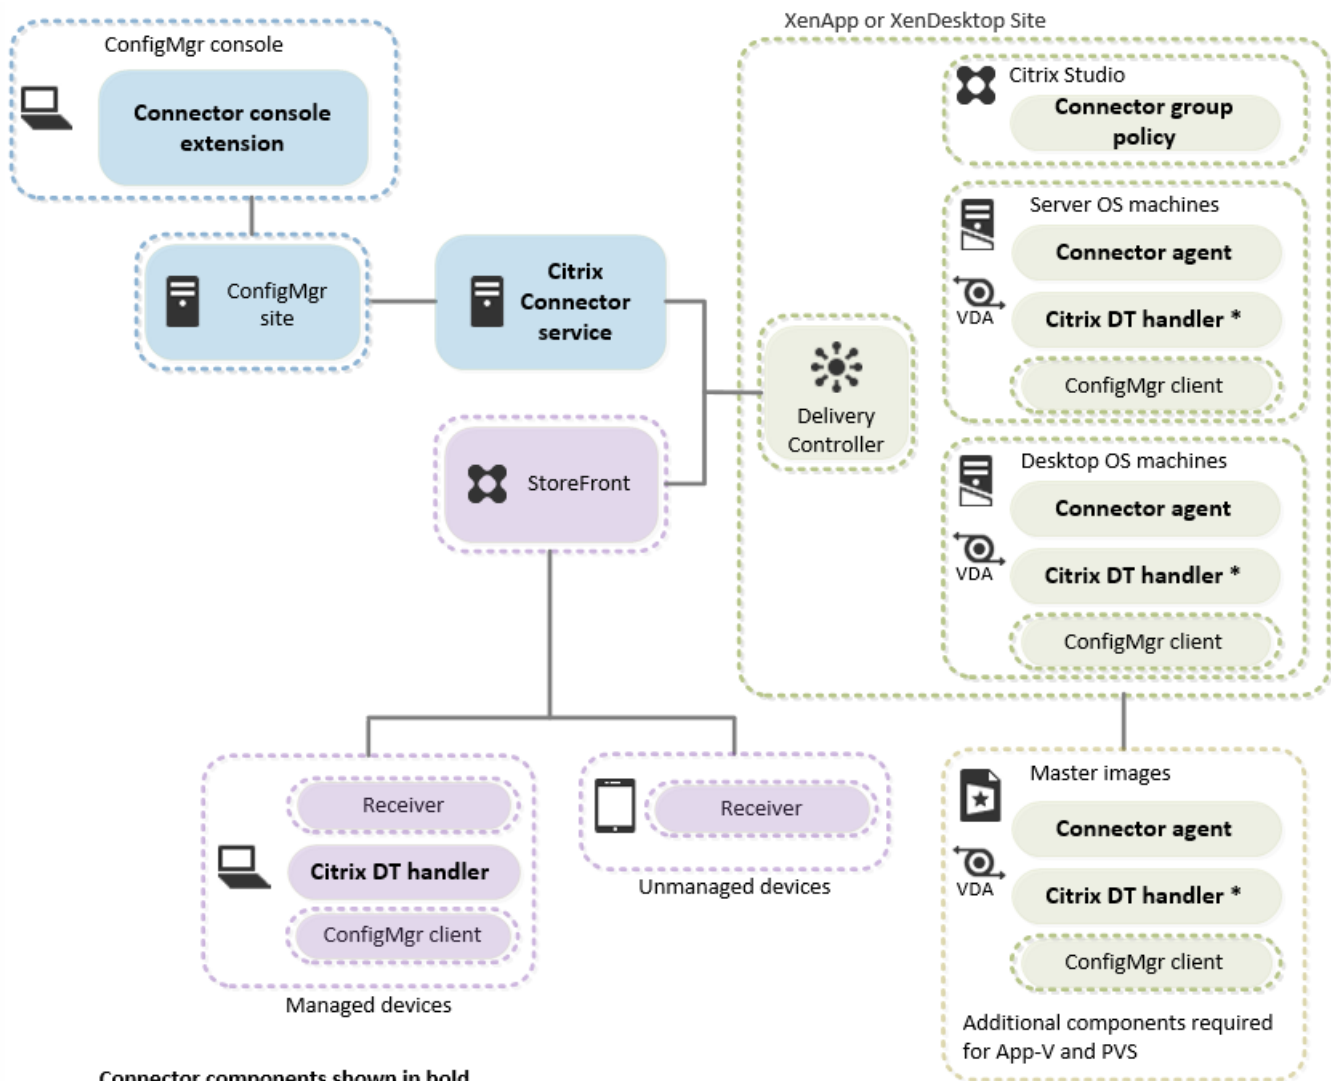 XenApp or XenDesktop Site
ConfigMgr console
Connector console
extension
ConfigMgr
site
Citrix
Connector
service
StoreFront
Delivery
Controller
Citrix Studio
Connector group
policy
Server OS machines
Connector agent
VDA
Citrix DT handler *
ConfigMgr client
Desktop OS machines
Connector agent
VDA
Citrix DT handler *
ConfigMgr client
Receiver
Citrix DT handler
ConfigMgr client
Managed devices
Receiver
Unmanaged devices
Master images
Connector agent
VDA
Citrix DT handler *
ConfigMgr client
Additional components required
for App-V and PVS
Connector components shown in bold